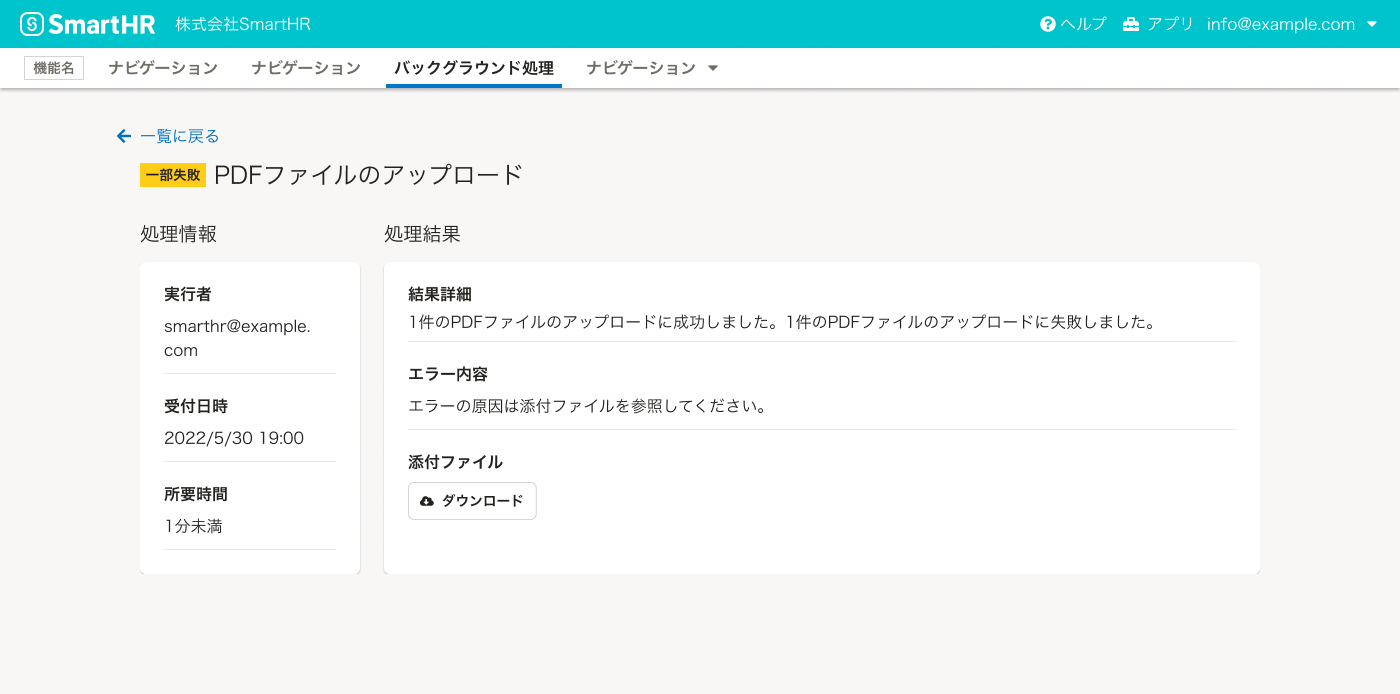 SmartHR 株式会社SmartHR ヘルプ アプリ info@example.com
機能名 ナビゲーション ナビゲーション バックグラウンド処理 ナビゲーション
一覧に戻る
一部失敗 PDFファイルのアップロード
処理情報
実行者
smarthr@example.
com
受付日時
2022/5/30 19:00
所要時間
1分未満
処理結果
結果詳細
1件のPDFファイルのアップロードに成功しました。1件のPDFファイルのアップロードに失敗しました。
エラー内容
エラーの原因は添付ファイルを参照してください。
添付ファイル
ダウンロード